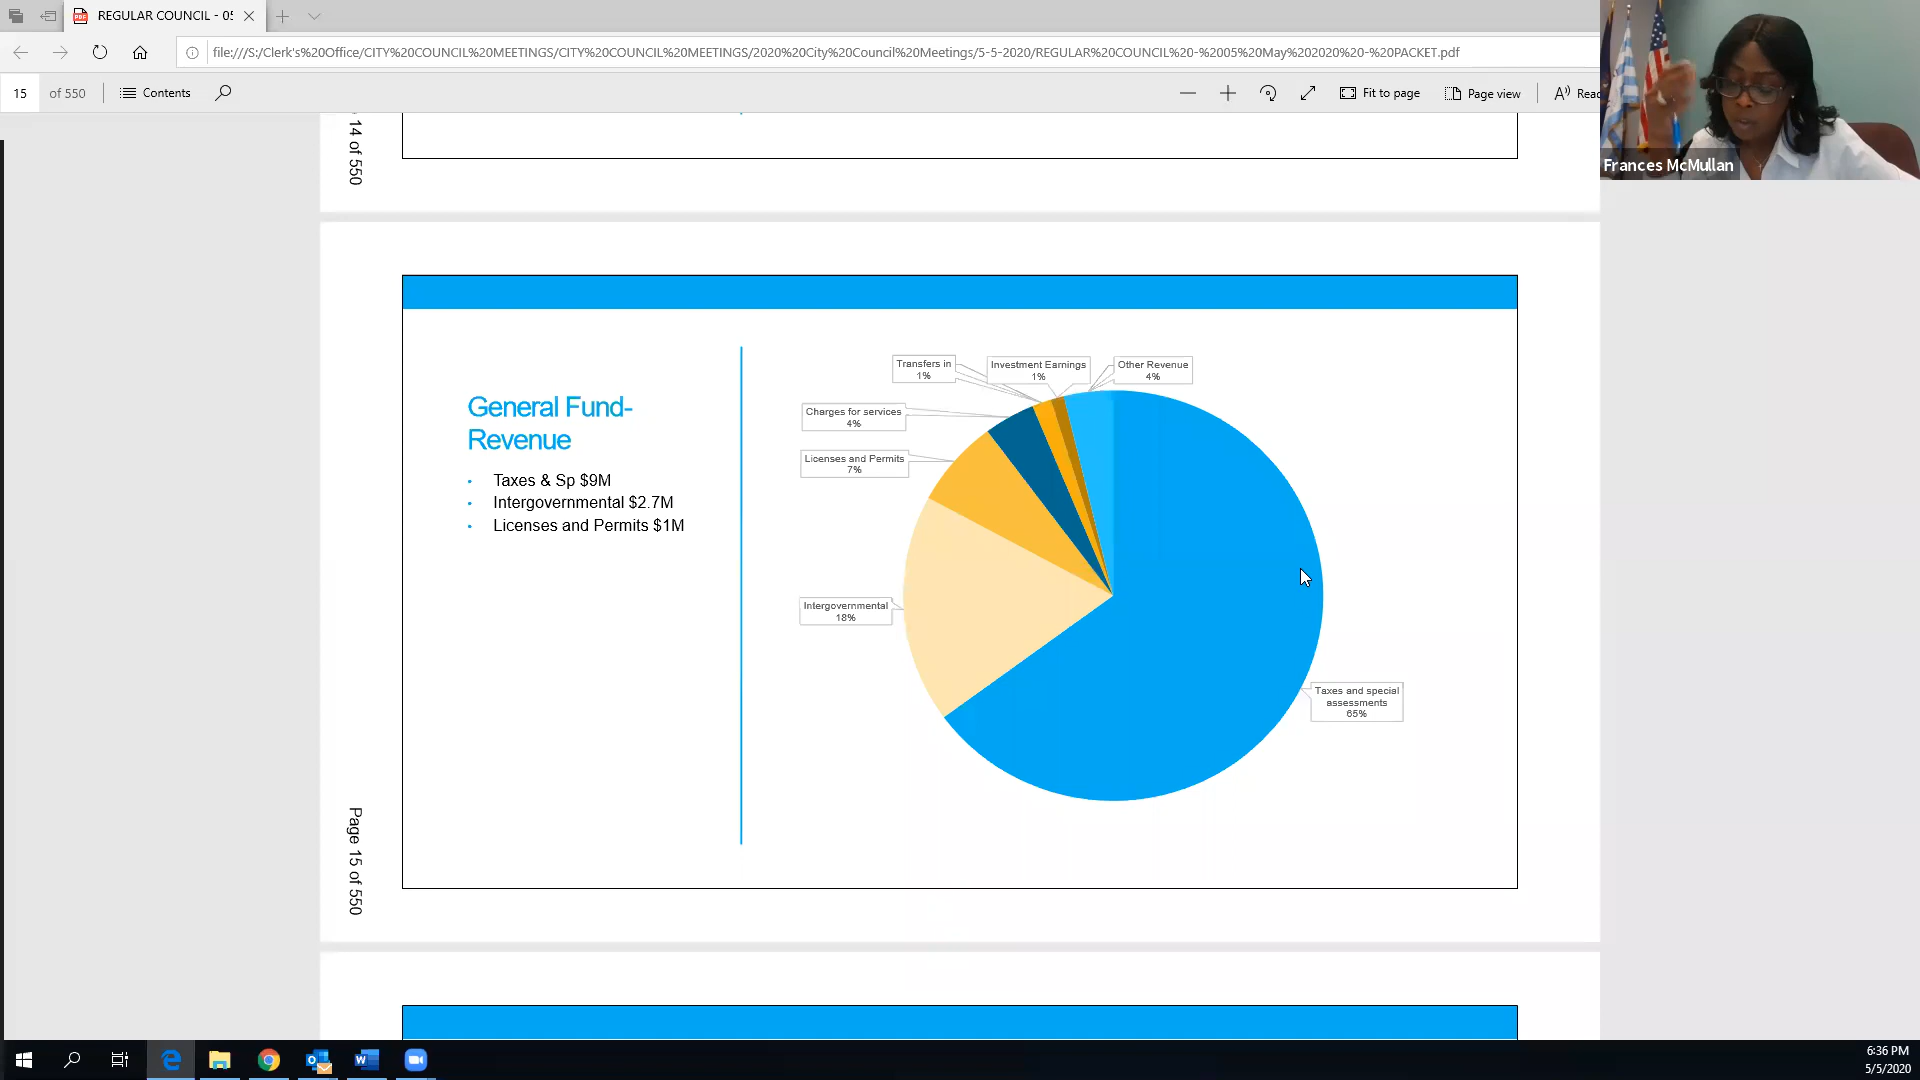 REGULAR COUNCIL - 05
file:///S:/Clerk's%20Office/CITY%20COUNCIL%20MEETINGS/CITY%20COUNCIL%20MEETINGS/2020%20City%20Council%20Meetings/5-5-2020/REGULAR%20COUNCIL%20-%2005%20May%202020%20-%20PACKET.pdf
15 of 550
Contents
Fit to page
Page view
Read
Frances McMullan
14 of 550
General Fund-
Revenue
• Taxes & Sp $9M
• Intergovernmental $2.7M
• Licenses and Permits $1M
Transfers in
1%
Investment Earnings
1%
Other Revenue
4%
Charges for services
4%
Licenses and Permits
7%
Intergovernmental
18%
Taxes and special
assessments
65%
Page 15 of 550
6:36 PM
5/5/2020